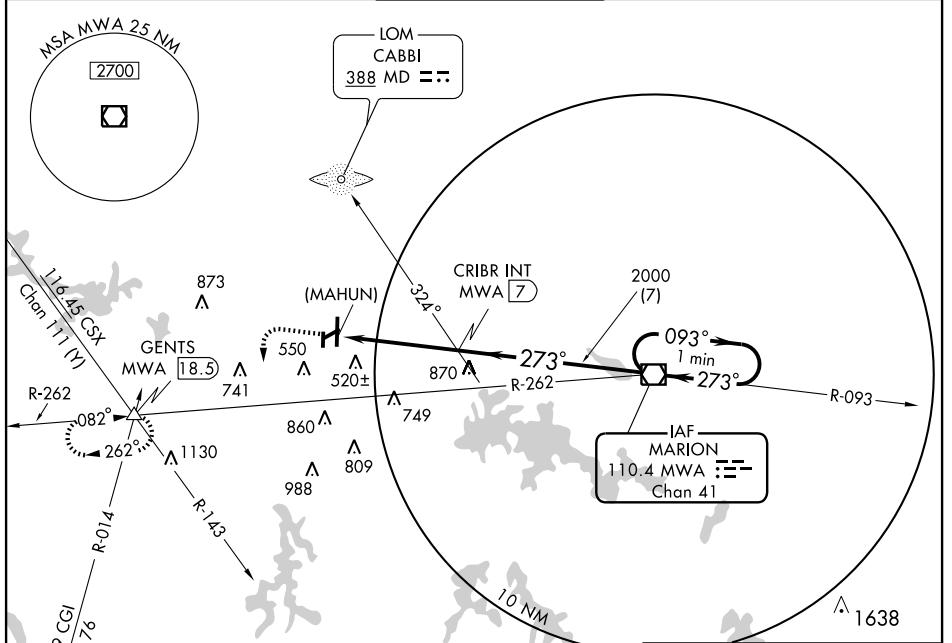 MSA MWA 25 NM
2700
LOM
CABBI
388 MD
873
(MAHUN)
CRIBR INT
MWA 7
2000
(7)
324°
116.45 CSX
Chan 111 (Y)
GENTS
MWA 18.5
741
550
520±
870
273°
093°
1 min
273°
R-262
R-262
R-093
082°
262°
1130
860
749
809
988
IAF
MARION
110.4 MWA
Chan 41
R-014
R-143
CGI
76
10 NM
1638